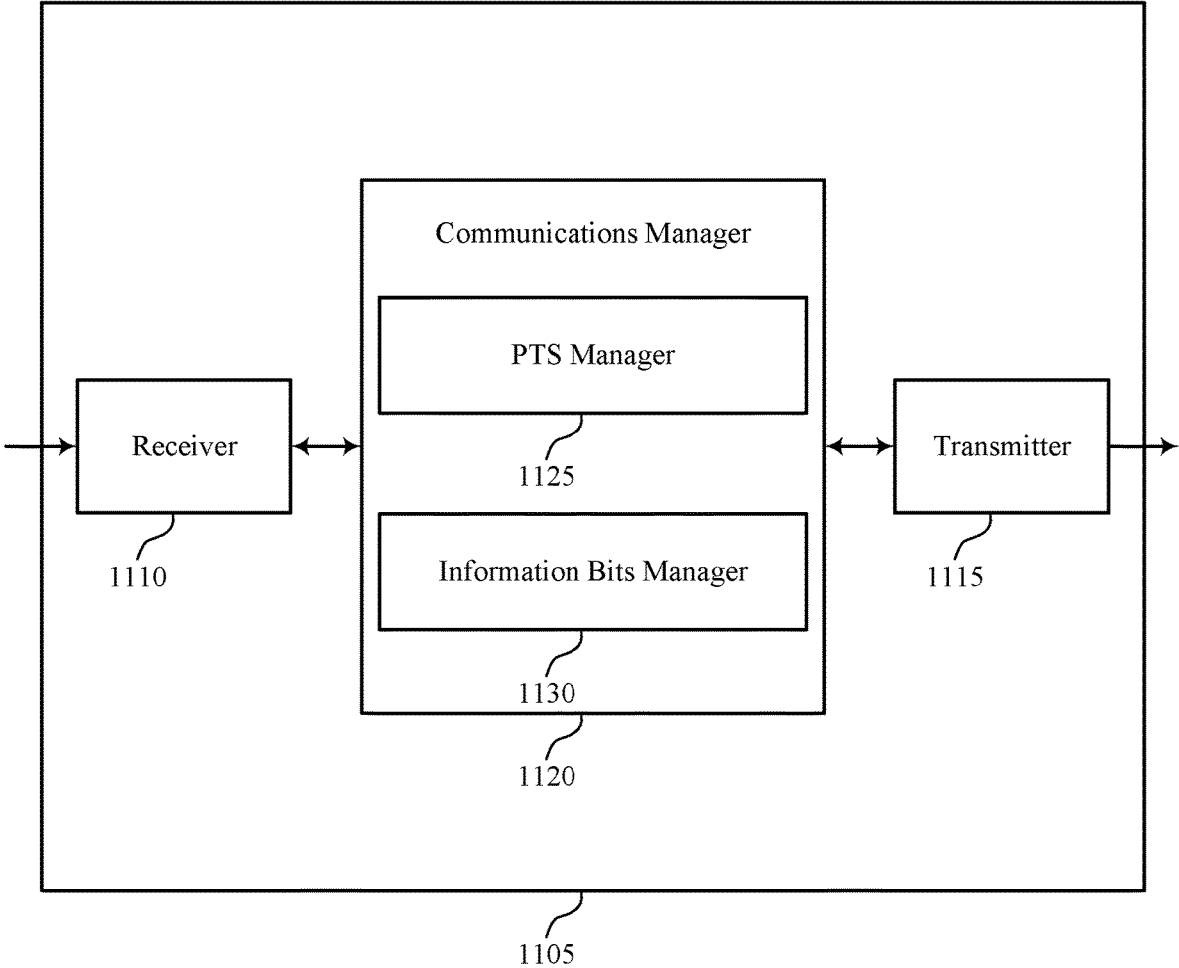 Communications Manager
PTS Manager
1125
Receiver
1110
Transmitter
1115
Information Bits Manager
1130
1120
1105